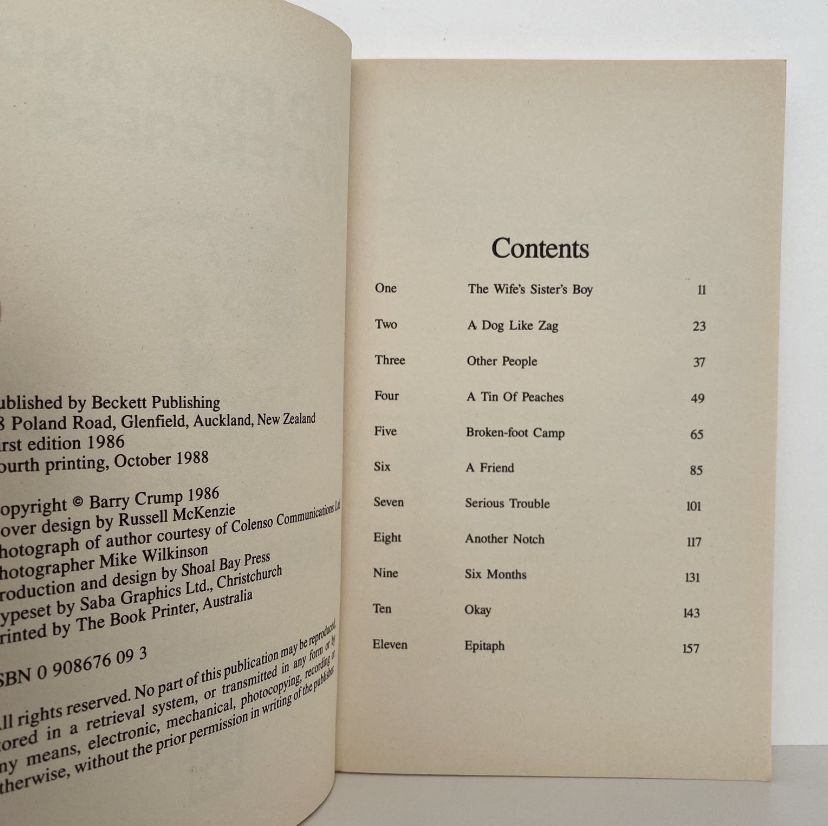 ublished by Beckett Publishing
8 Poland Road, Glenfield, Auckland, New Zealand
irst edition 1986
ourth printing, October 1988
opyright © Barry Crump 1986
over design by Russell McKenzie
hotograph of author courtesy of Colenso Communications Ltd
hotographer Mike Wilkinson
roduction and design by Shoal Bay Press
ypeset by Saba Graphics Ltd., Christchurch
rinted by The Book Printer, Australia
SBN 0 908676 09 3
ll rights reserved. No part of this publication may be reproduced,
tored in a retrieval system, or transmitted in any form or by
ny means, electronic, mechanical, photocopying, recording or
therwise, without the prior permission in writing of the publisher.
Contents
One The Wife's Sister's Boy 11
Two A Dog Like Zag 23
Three Other People 37
Four A Tin Of Peaches 49
Five Broken-foot Camp 65
Six A Friend 85
Seven Serious Trouble 101
Eight Another Notch 117
Nine Six Months 131
Ten Okay 143
Eleven Epitaph 157